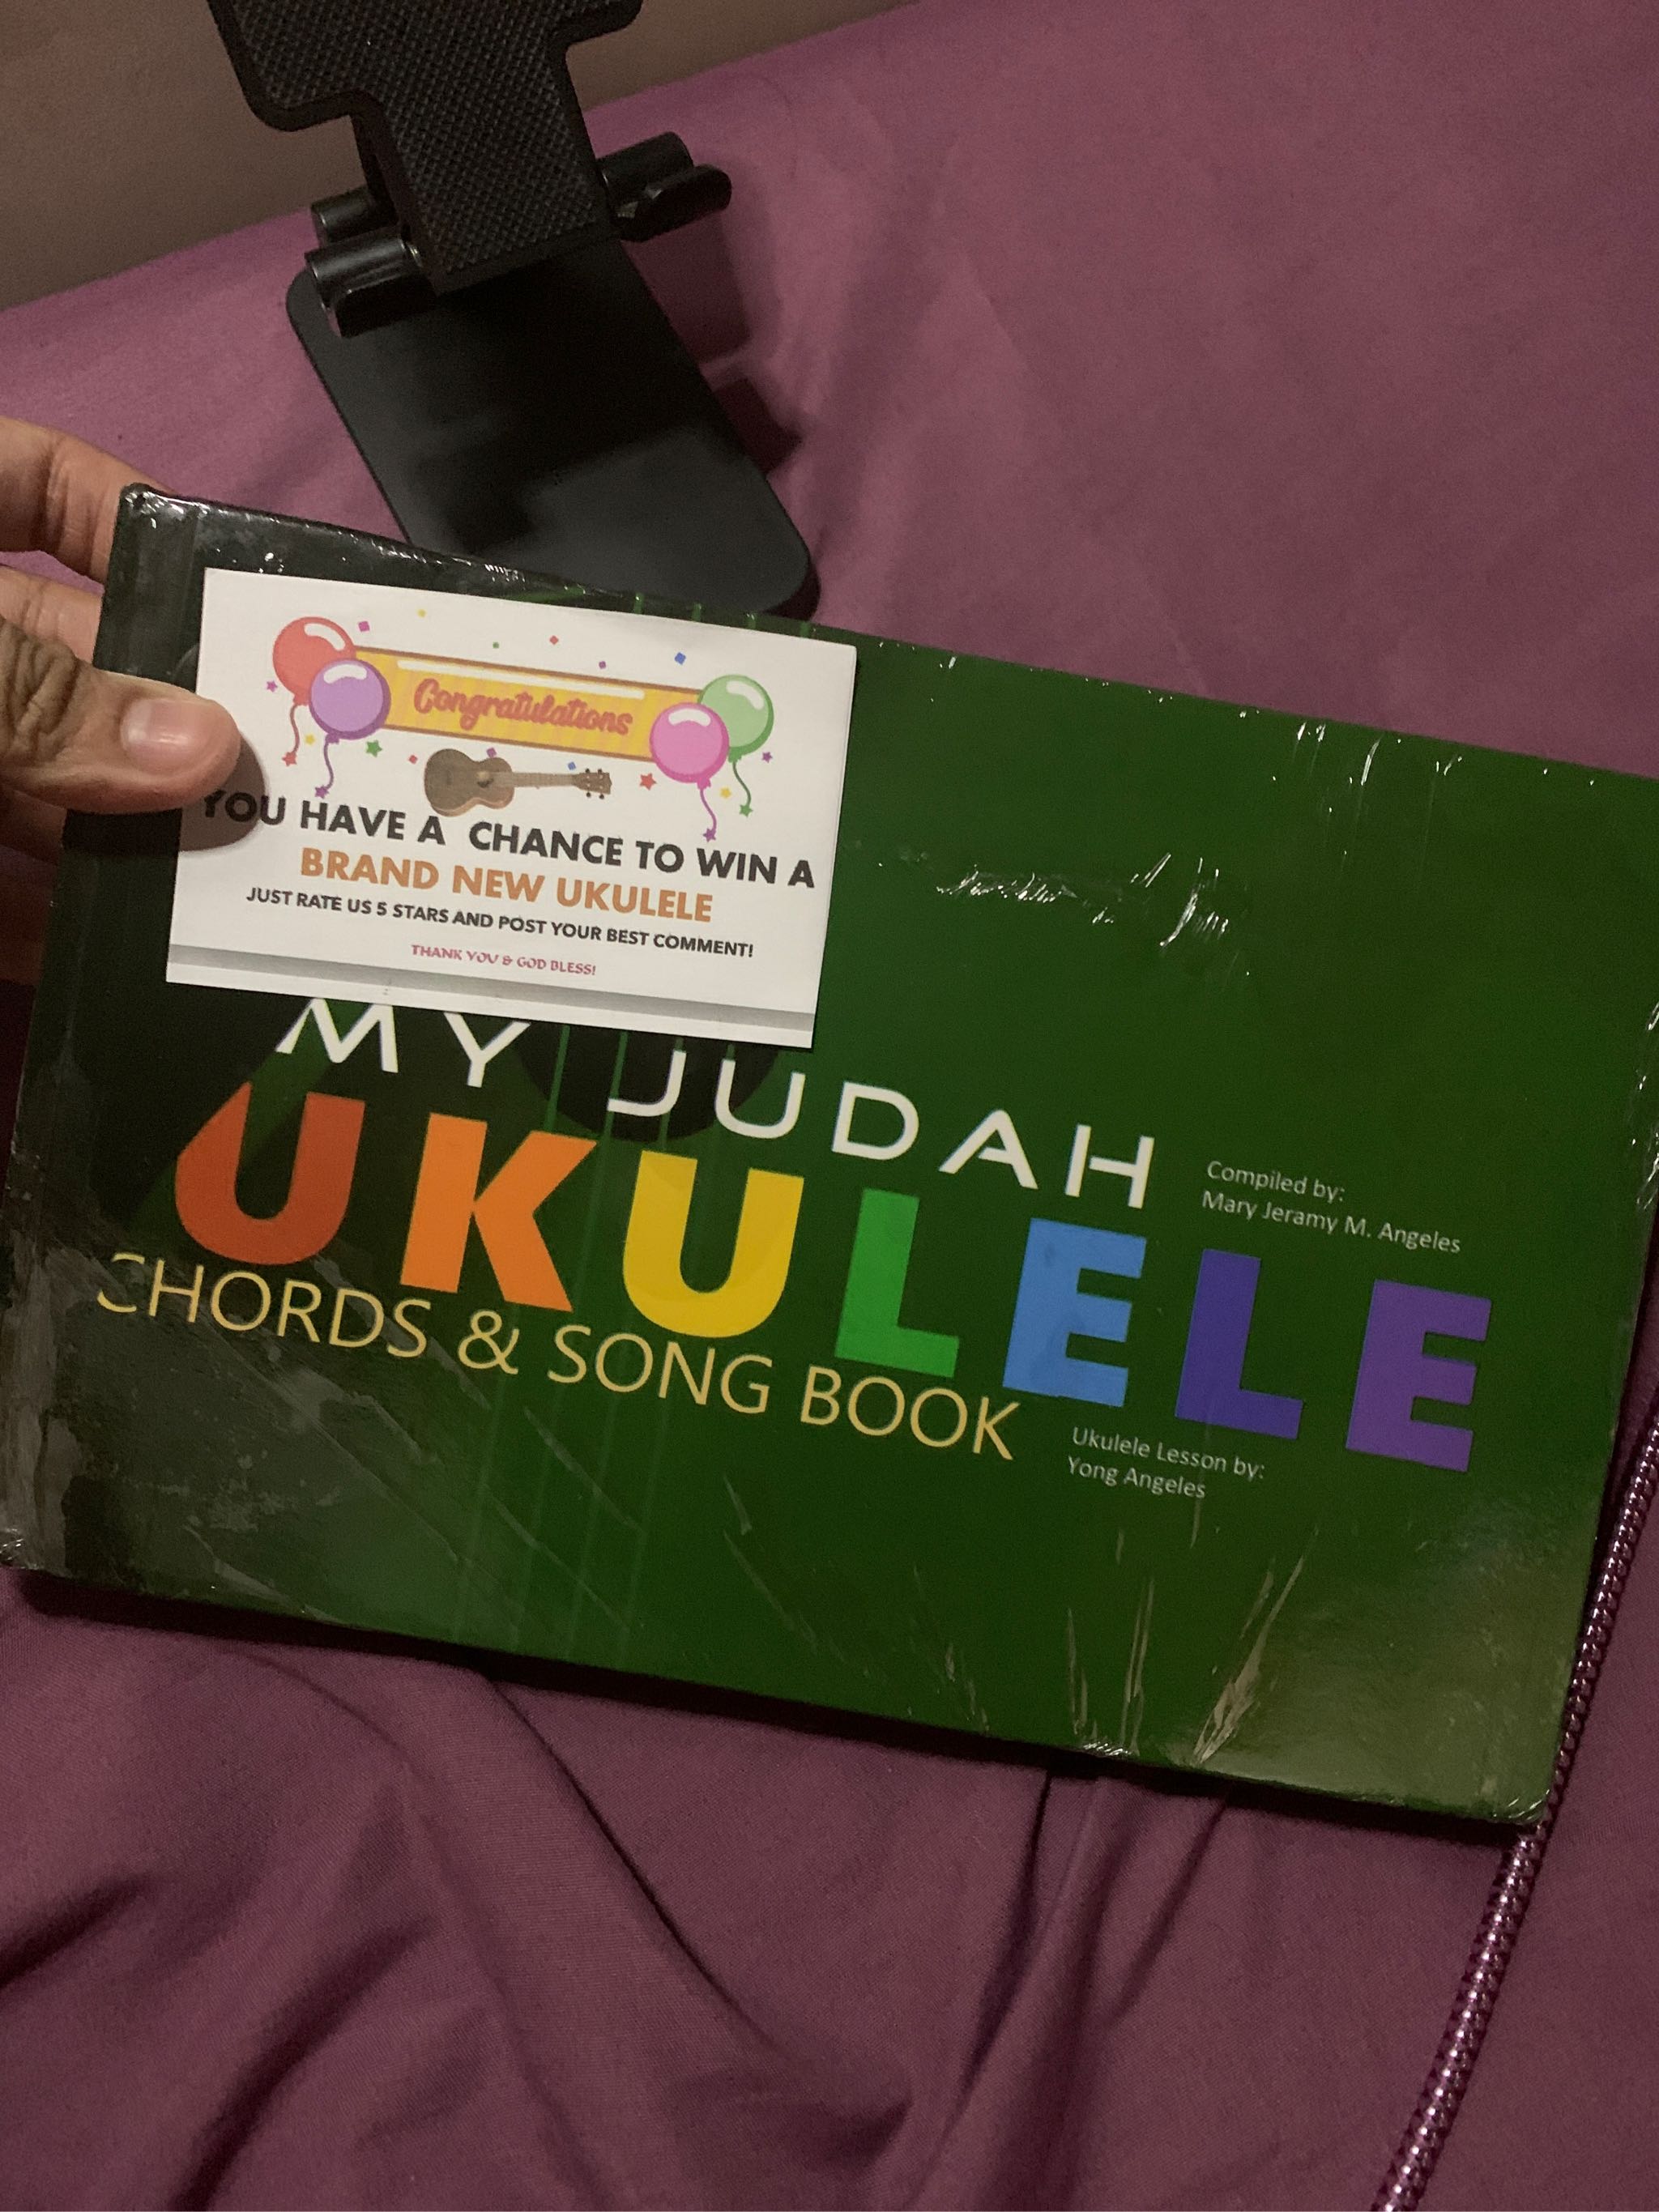 Congratulations
YOU HAVE A CHANCE TO WIN A
BRAND NEW UKULELE
JUST RATE US 5 STARS AND POST YOUR BEST COMMENT!
THANK YOU & GOD BLESS!
MY JUDAH
UKULELE
CHORDS & SONG BOOK
Compiled by:
Mary Jeramy M. Angeles
Ukulele Lesson by:
Yong Angeles